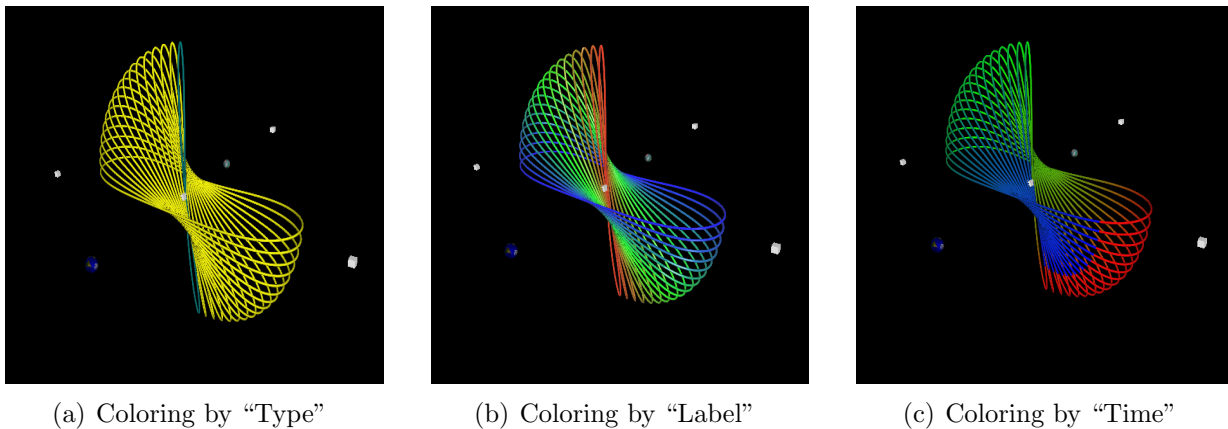 (a) Coloring by “Type”
(b) Coloring by “Label”
(c) Coloring by “Time”